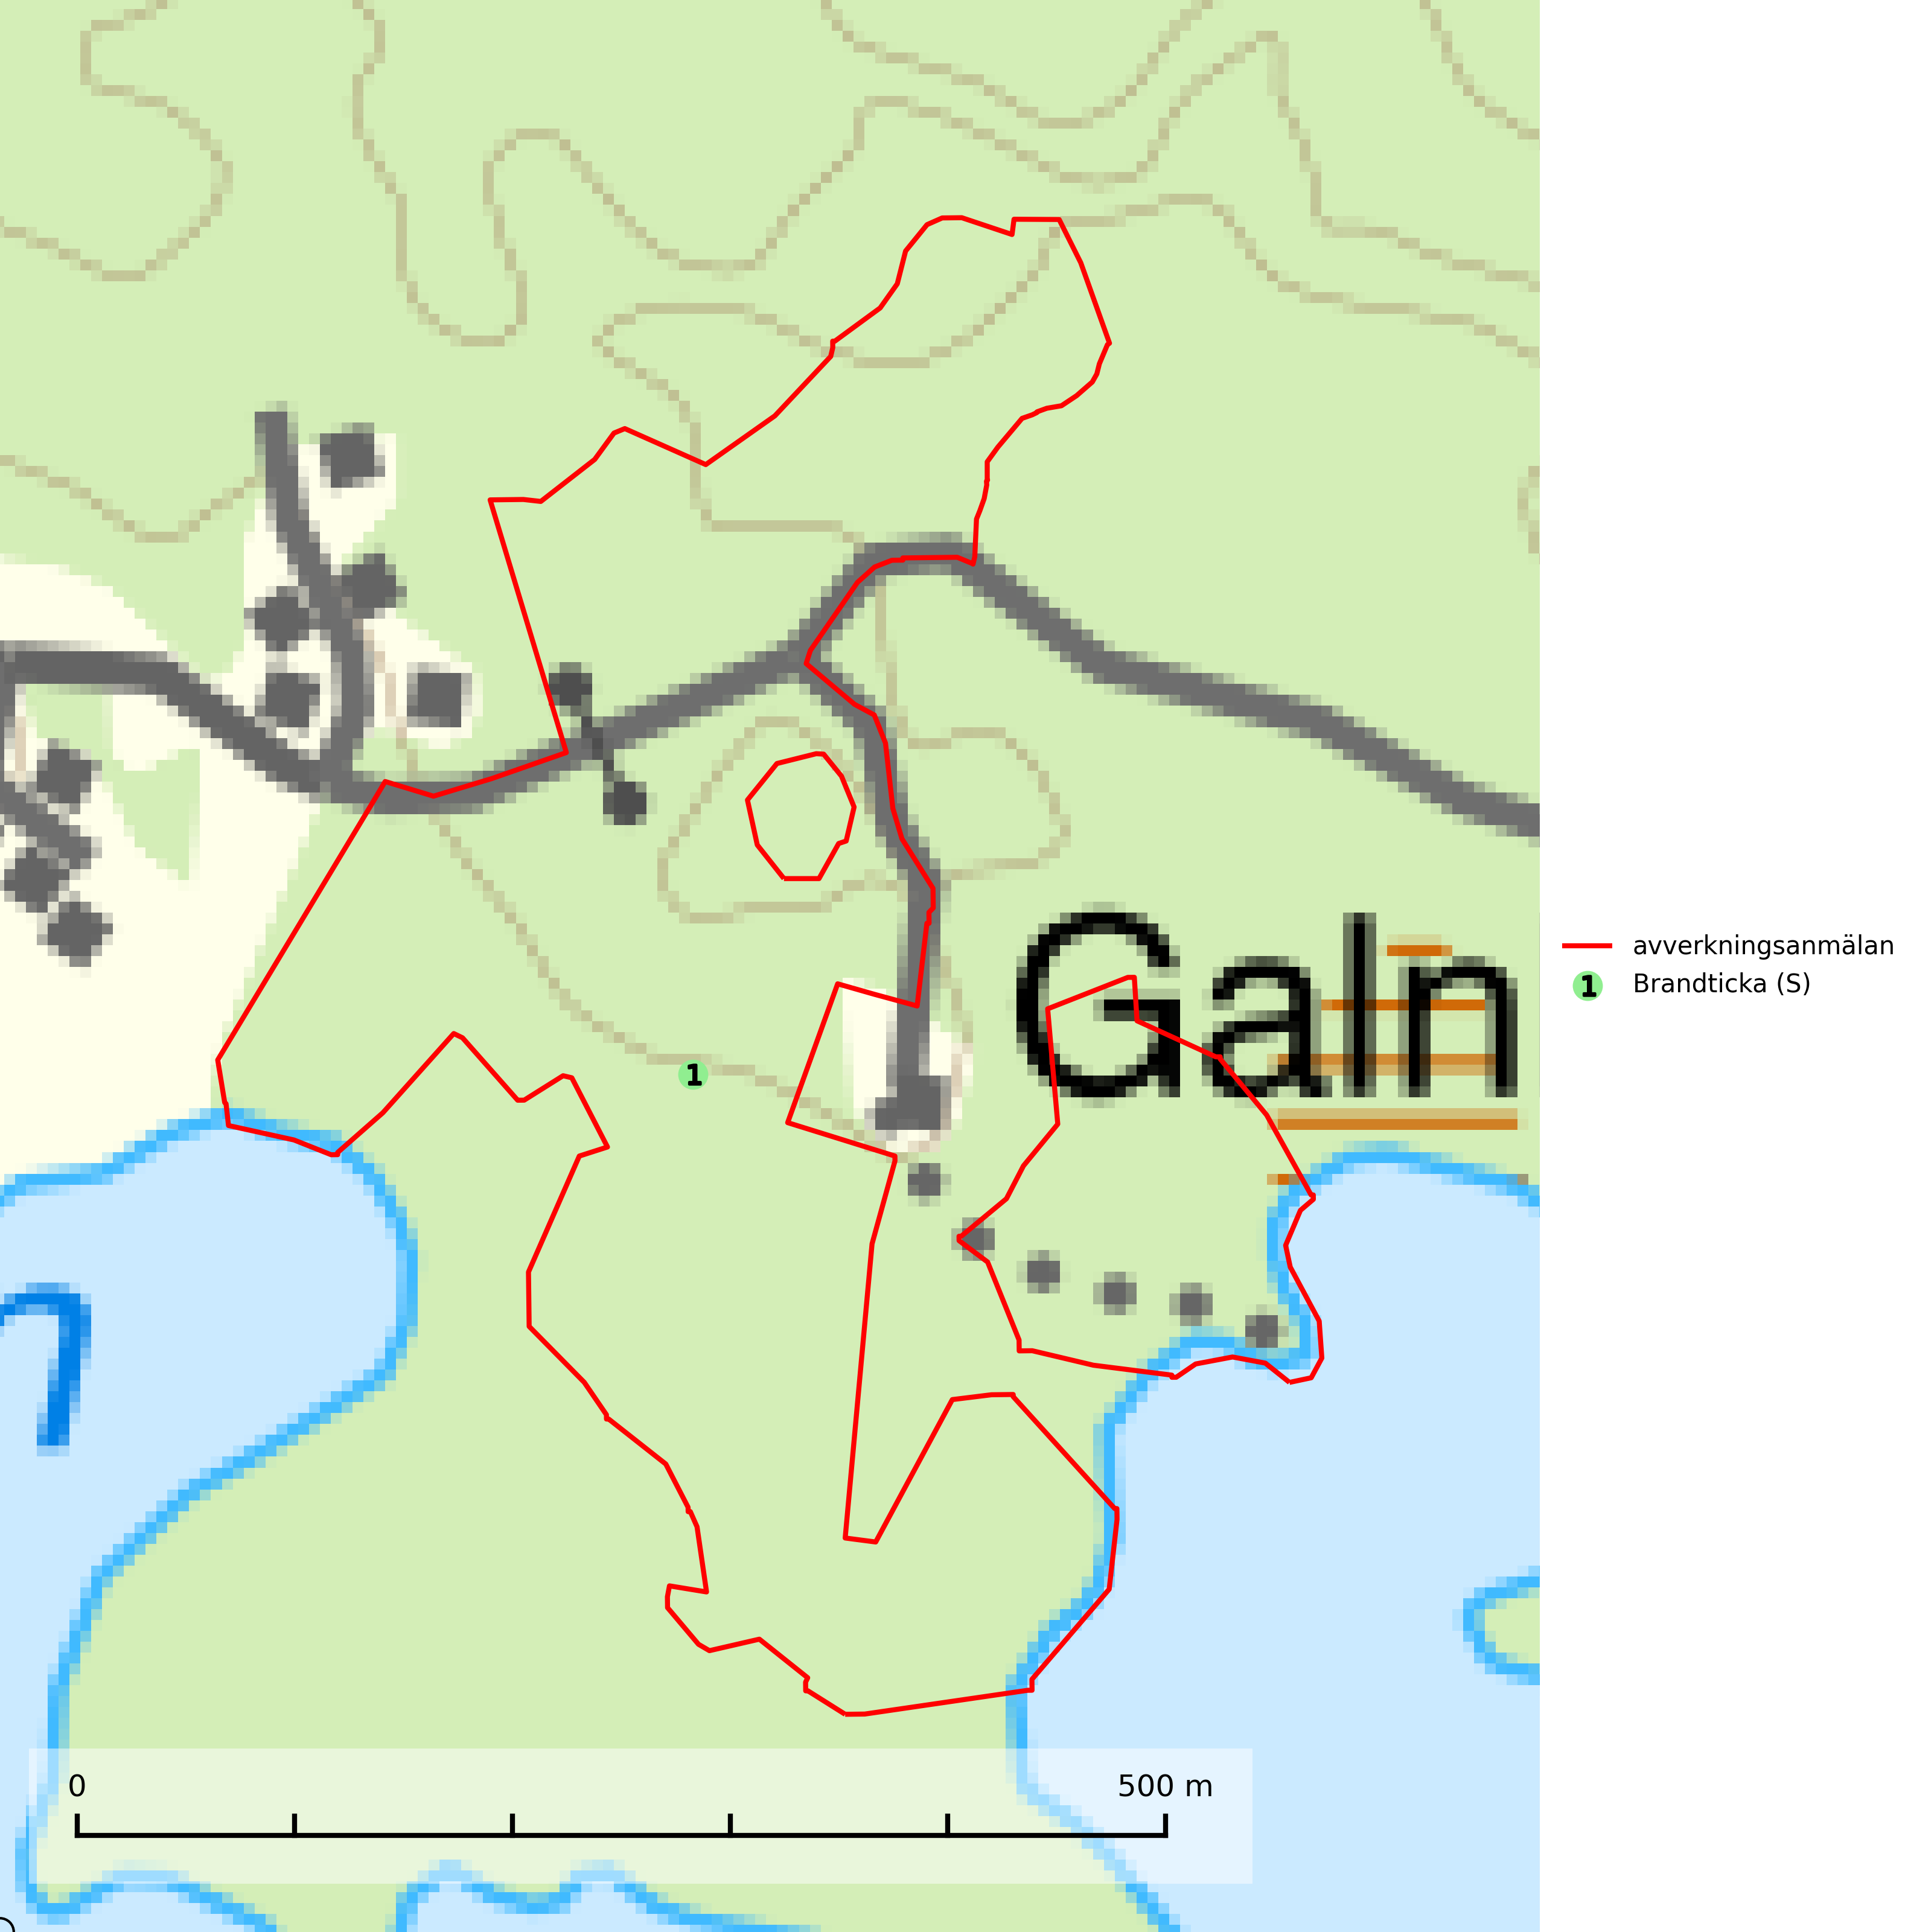 Galn
avverkningsanmälan
1 Brandticka (S)
1
0 500 m